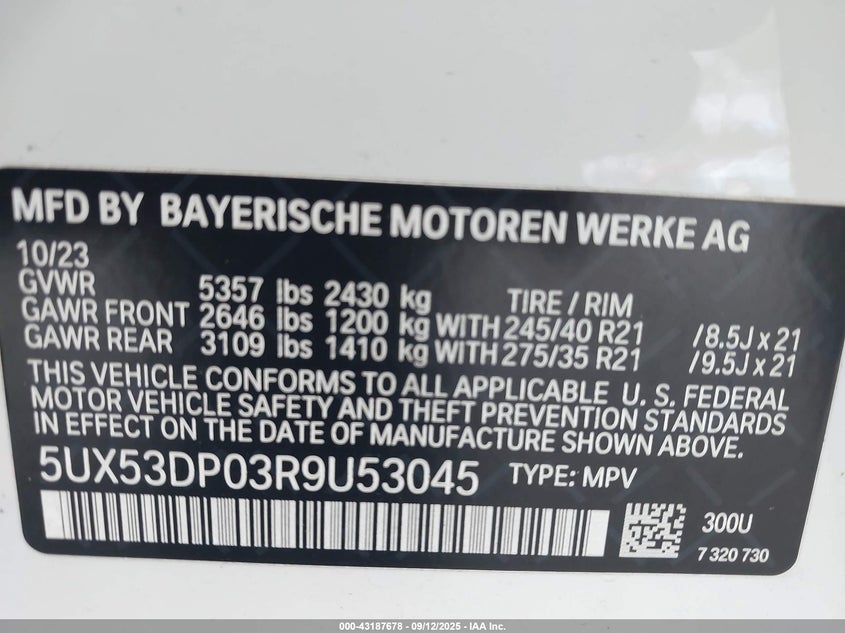 MFD BY BAYERISCHE MOTOREN WERKE AG
10/23
GVWR 5357 lbs 2430 kg TIRE / RIM
GAWR FRONT 2646 lbs 1200 kg WITH 245/40 R21 /8.5J x 21
GAWR REAR 3109 lbs 1410 kg WITH 275/35 R21 /9.5J x 21
THIS VEHICLE CONFORMS TO ALL APPLICABLE U. S. FEDERAL
MOTOR VEHICLE SAFETY AND THEFT PREVENTION STANDARDS
IN EFFECT ON THE DATE OF MANUFACTURE SHOWN ABOVE.
5UX53DP03R9U53045 TYPE: MPV
300U
7 320 730
000-43187678 - 09/12/2025 - IAA Inc.